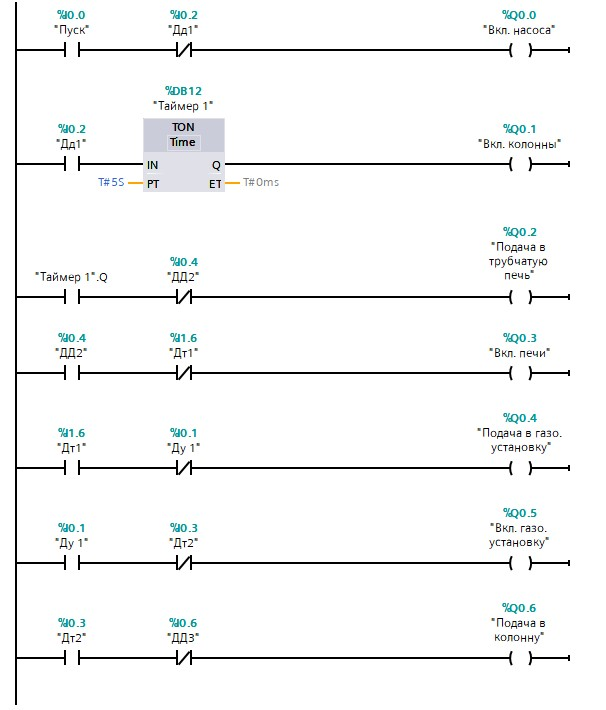 %I0.0 %I0.2 %Q0.0
"Пуск" "Дд1" "Вкл. насоса"
%DB12
"Таймер 1"
%I0.2 TON %Q0.1
"Дд1" Time "Вкл. колонны"
IN Q
T#5S PT ET T#0ms
%Q0.2
"Подача в
%I0.4 трубчатую
"Таймер 1".Q "ДД2" печь"
%I0.4 %I1.6 %Q0.3
"ДД2" "Дт1" "Вкл. печи"
%Q0.4
%I1.6 %I0.1 "Подача в газо.
"Дт1" "Ду 1" установку"
%Q0.5
%I0.1 %I0.3 "Вкл. газо.
"Ду 1" "Дт2" установку"
%Q0.6
%I0.3 %I0.6 "Подача в
"Дт2" "ДД3" колонну"